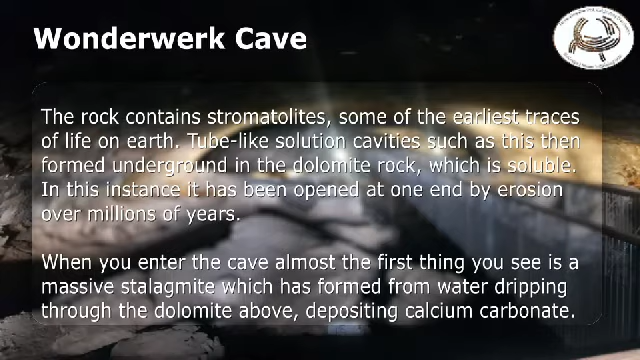 Wonderwerk Cave
The rock contains stromatolites, some of the earliest traces
of life on earth. Tube-like solution cavities such as this then
formed underground in the dolomite rock, which is soluble.
In this instance it has been opened at one end by erosion
over millions of years.
When you enter the cave almost the first thing you see is a
massive stalagmite which has formed from water dripping
through the dolomite above, depositing calcium carbonate.